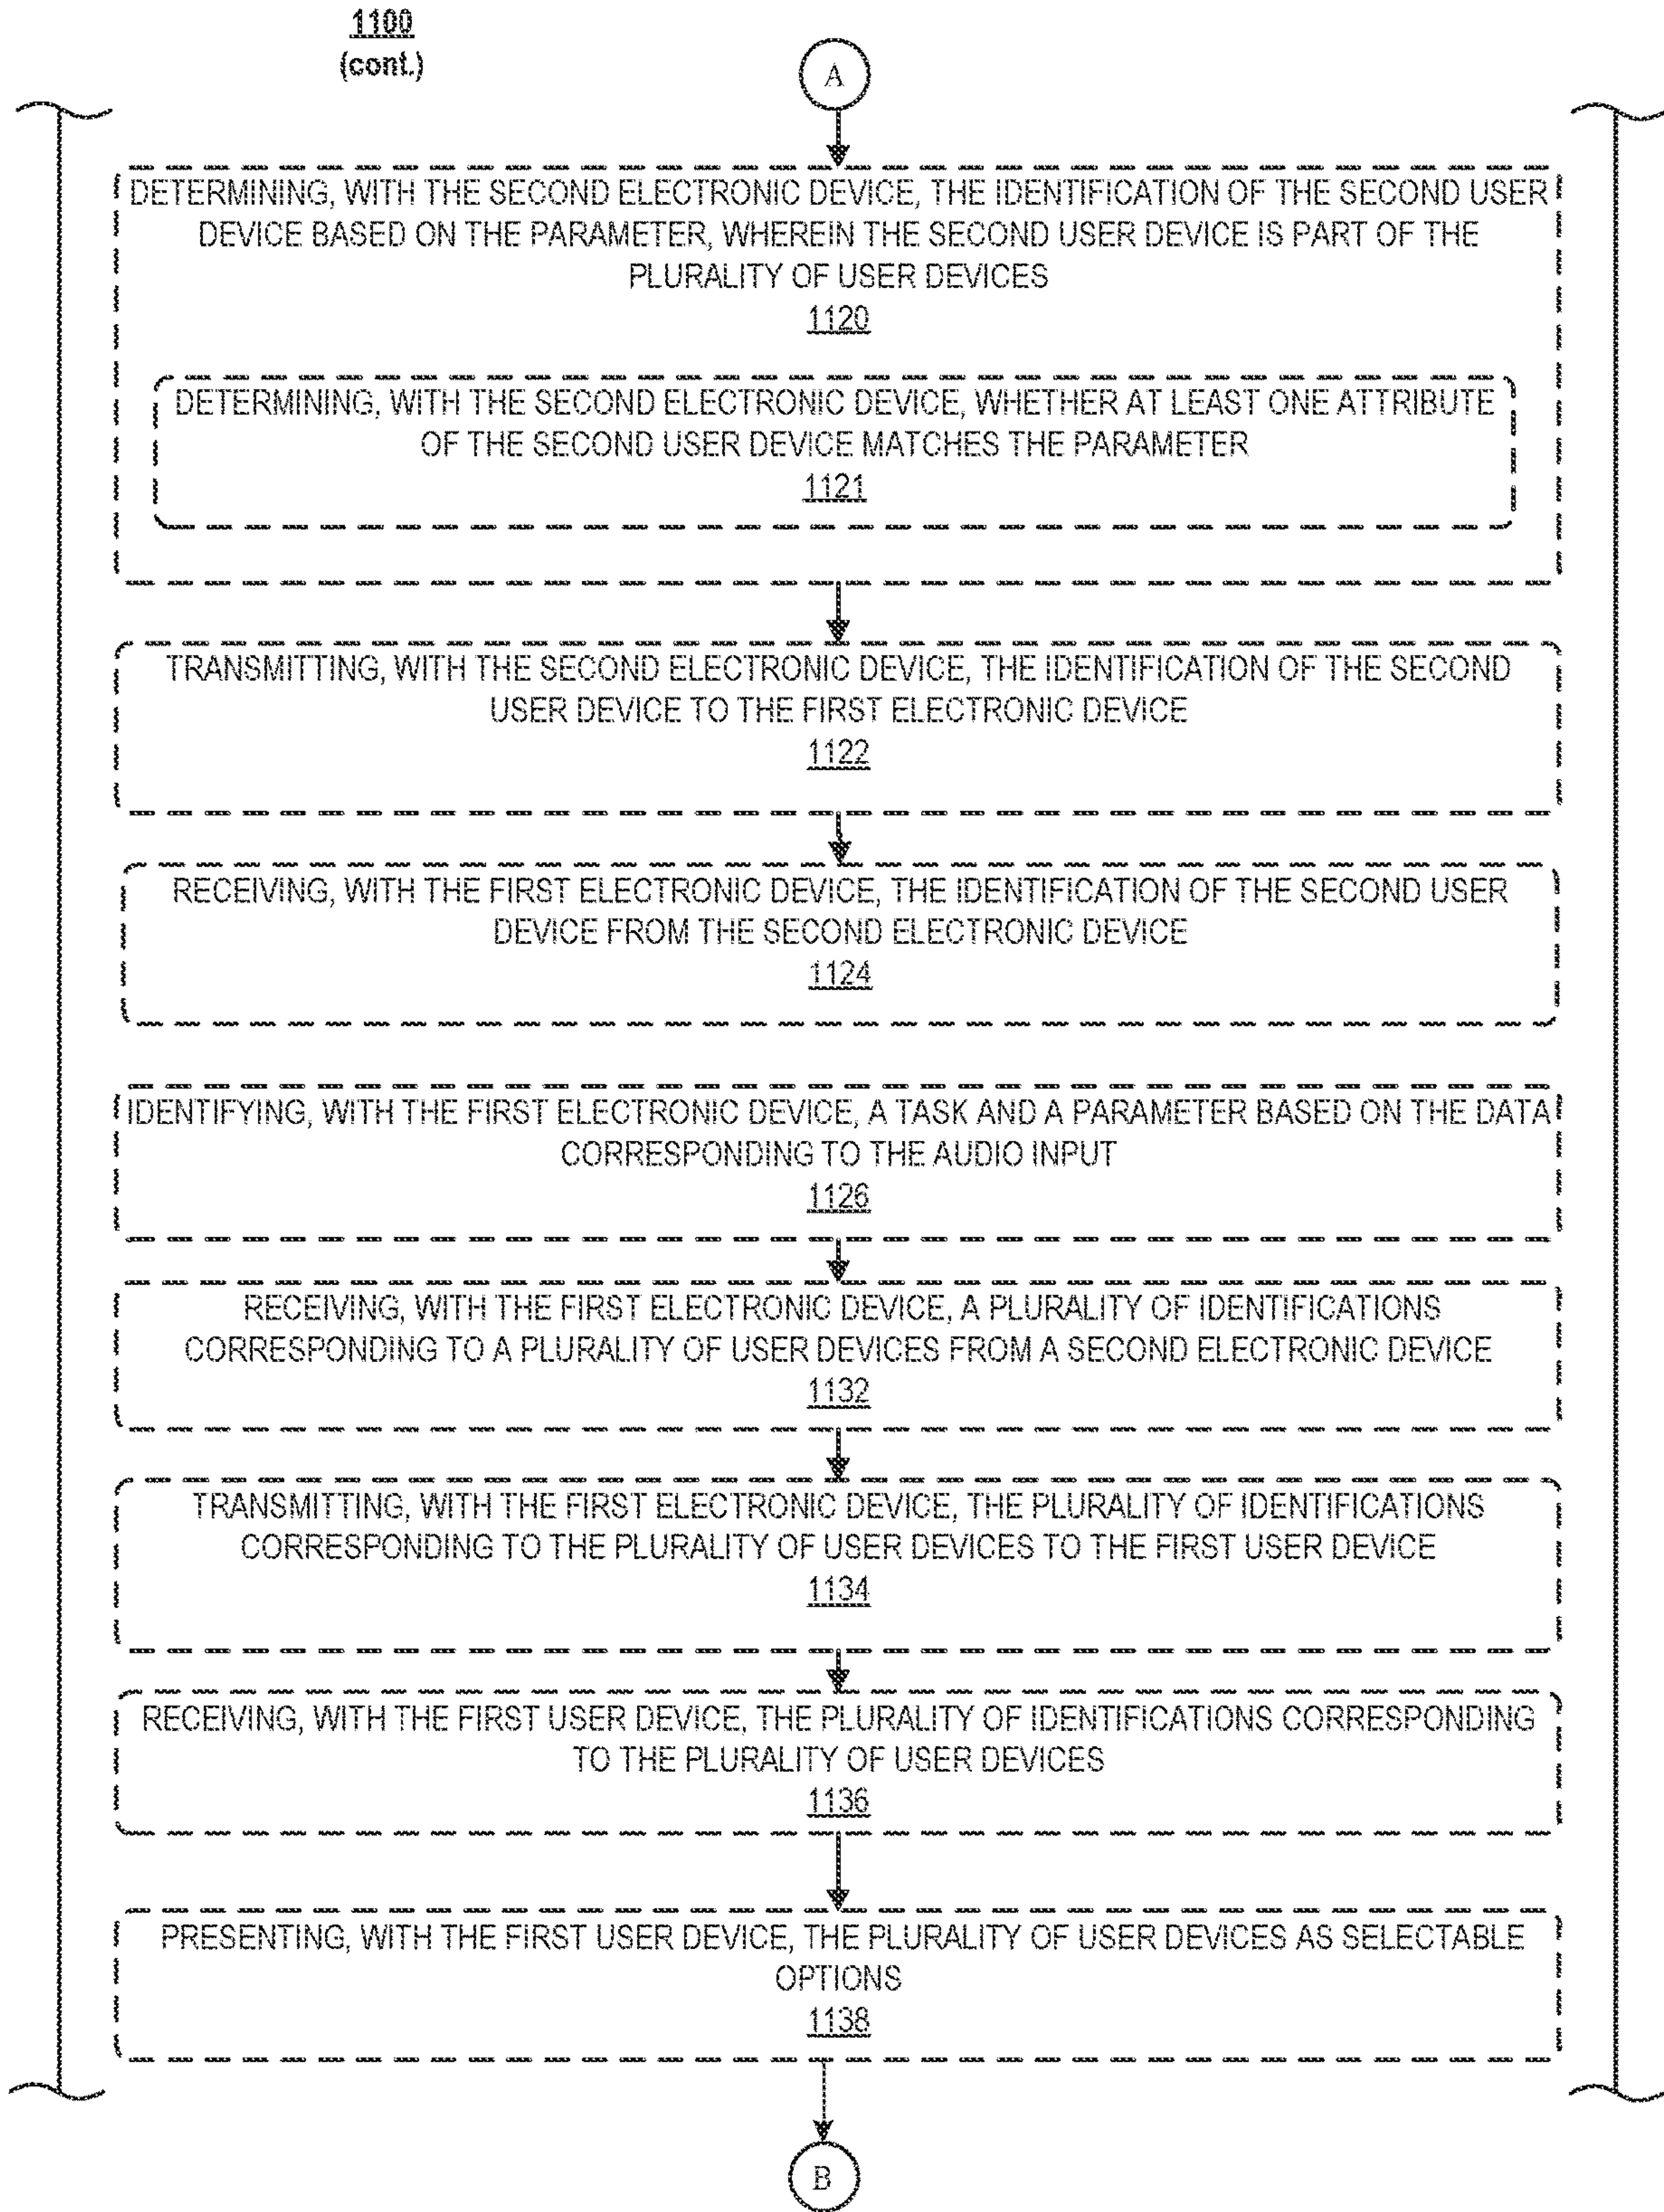 1100
(cont.)
A
DETERMINING, WITH THE SECOND ELECTRONIC DEVICE, THE IDENTIFICATION OF THE SECOND USER
DEVICE BASED ON THE PARAMETER, WHEREIN THE SECOND USER DEVICE IS PART OF THE
PLURALITY OF USER DEVICES
1120
DETERMINING, WITH THE SECOND ELECTRONIC DEVICE, WHETHER AT LEAST ONE ATTRIBUTE
OF THE SECOND USER DEVICE MATCHES THE PARAMETER
1121
TRANSMITTING, WITH THE SECOND ELECTRONIC DEVICE, THE IDENTIFICATION OF THE SECOND
USER DEVICE TO THE FIRST ELECTRONIC DEVICE
1122
RECEIVING, WITH THE FIRST ELECTRONIC DEVICE, THE IDENTIFICATION OF THE SECOND USER
DEVICE FROM THE SECOND ELECTRONIC DEVICE
1124
IDENTIFYING, WITH THE FIRST ELECTRONIC DEVICE, A TASK AND A PARAMETER BASED ON THE DATA
CORRESPONDING TO THE AUDIO INPUT
1126
RECEIVING, WITH THE FIRST ELECTRONIC DEVICE, A PLURALITY OF IDENTIFICATIONS
CORRESPONDING TO A PLURALITY OF USER DEVICES FROM A SECOND ELECTRONIC DEVICE
1132
TRANSMITTING, WITH THE FIRST ELECTRONIC DEVICE, THE PLURALITY OF IDENTIFICATIONS
CORRESPONDING TO THE PLURALITY OF USER DEVICES TO THE FIRST USER DEVICE
1134
RECEIVING, WITH THE FIRST USER DEVICE, THE PLURALITY OF IDENTIFICATIONS CORRESPONDING
TO THE PLURALITY OF USER DEVICES
1136
PRESENTING, WITH THE FIRST USER DEVICE, THE PLURALITY OF USER DEVICES AS SELECTABLE
OPTIONS
1138
B